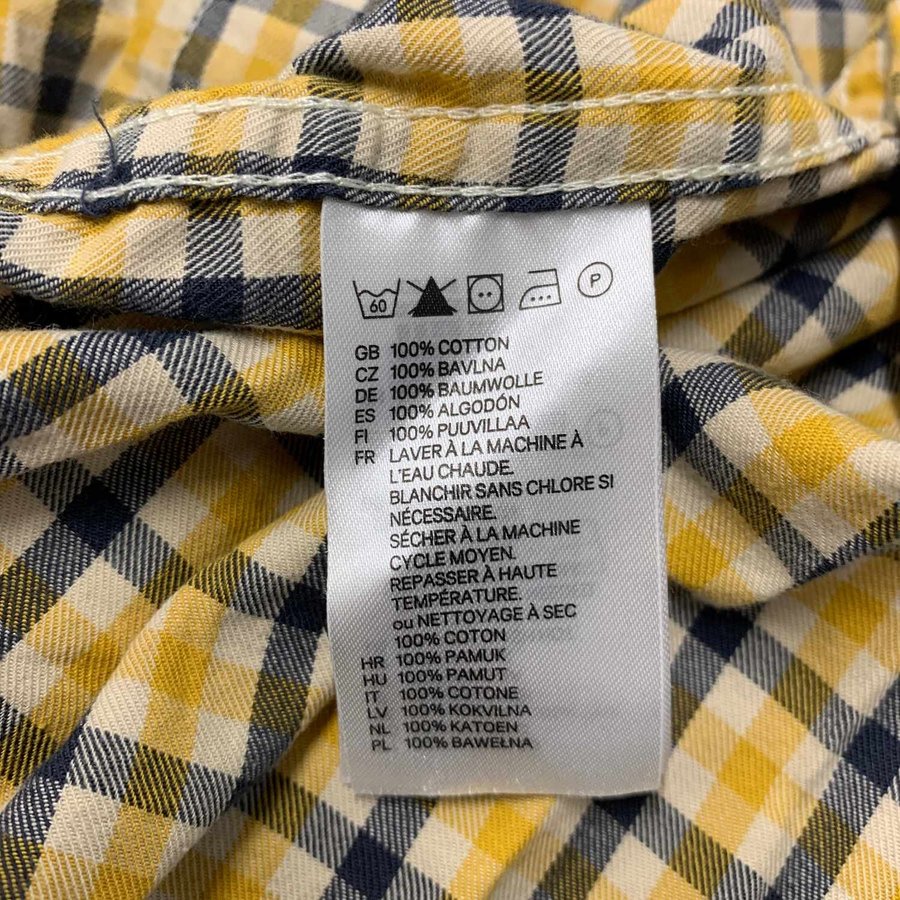 60
P
GB 100% COTTON
CZ 100% BAVLNA
DE 100% BAUMWOLLE
ES 100% ALGODÓN
FI 100% PUUVILLAA
FR LAVER À LA MACHINE À
L'EAU CHAUDE.
BLANCHIR SANS CHLORE SI
NÉCESSAIRE.
SÉCHER À LA MACHINE
CYCLE MOYEN.
REPASSER À HAUTE
TEMPÉRATURE.
ou NETTOYAGE À SEC
100% COTON
HR 100% PAMUK
HU 100% PAMUT
IT 100% COTONE
LV 100% KOKVILNA
NL 100% KATOEN
PL 100% BAWEŁNA